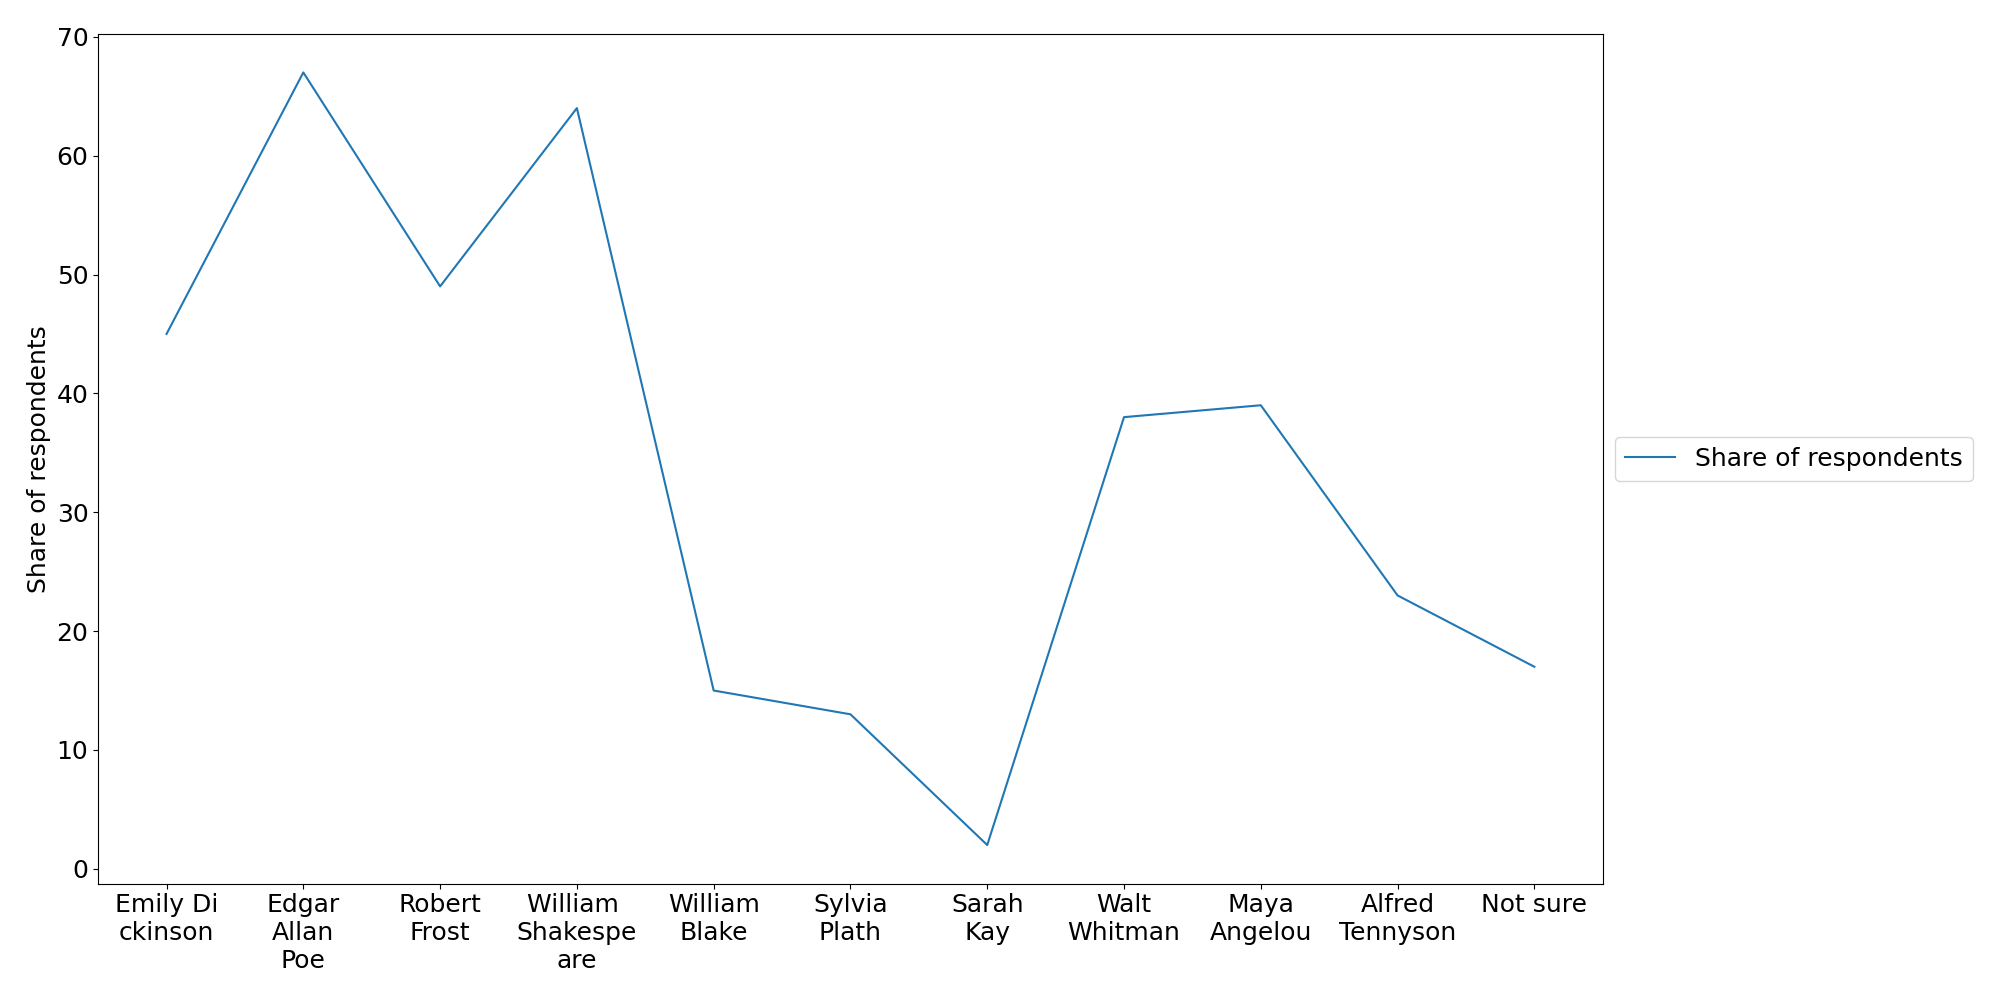 70
60
50
40
30
20
10
0
Share of respondents
Emily Di
ckinson
Edgar
Allan
Poe
Robert
Frost
William
Shakespe
are
William
Blake
Sylvia
Plath
Sarah
Kay
Walt
Whitman
Maya
Angelou
Alfred
Tennyson
Not sure
Share of respondents